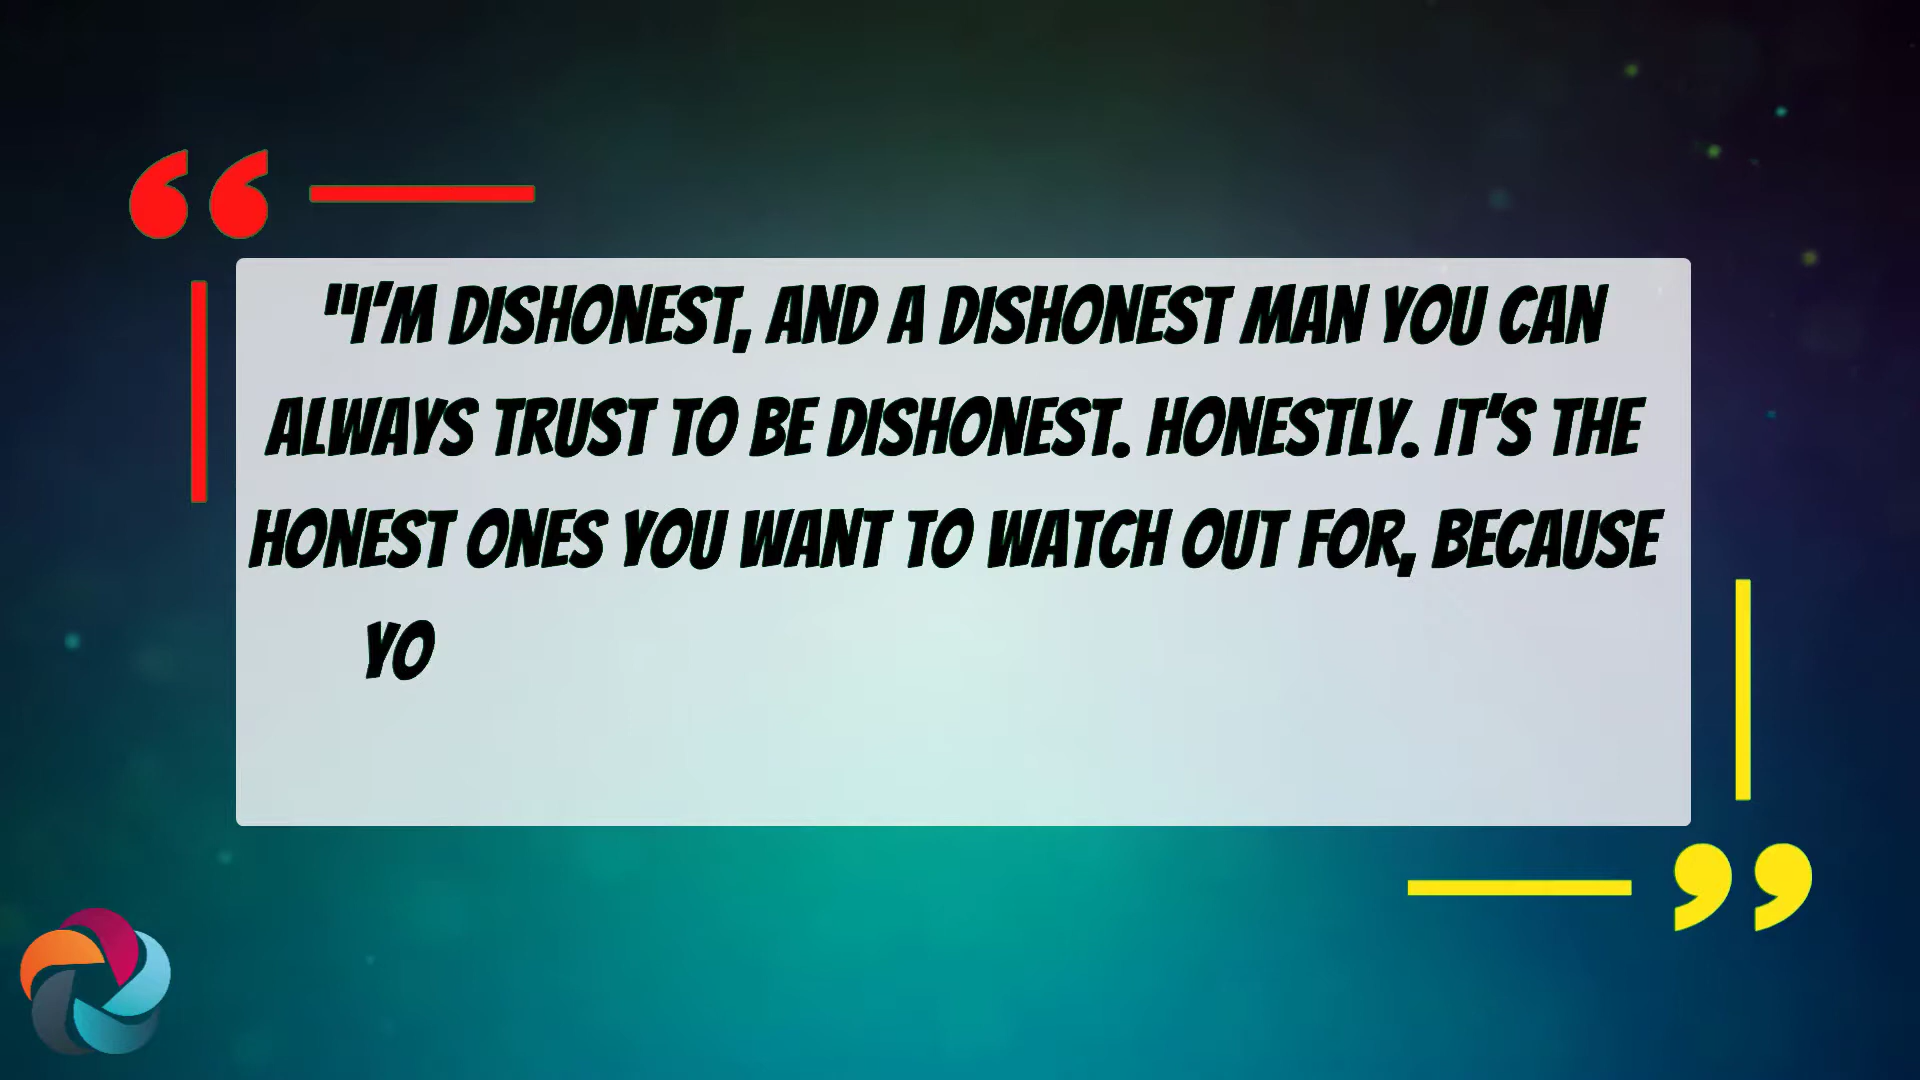 "I'M DISHONEST, AND A DISHONEST MAN YOU CAN
ALWAYS TRUST TO BE DISHONEST. HONESTLY. IT'S THE
HONEST ONES YOU WANT TO WATCH OUT FOR, BECAUSE
YO